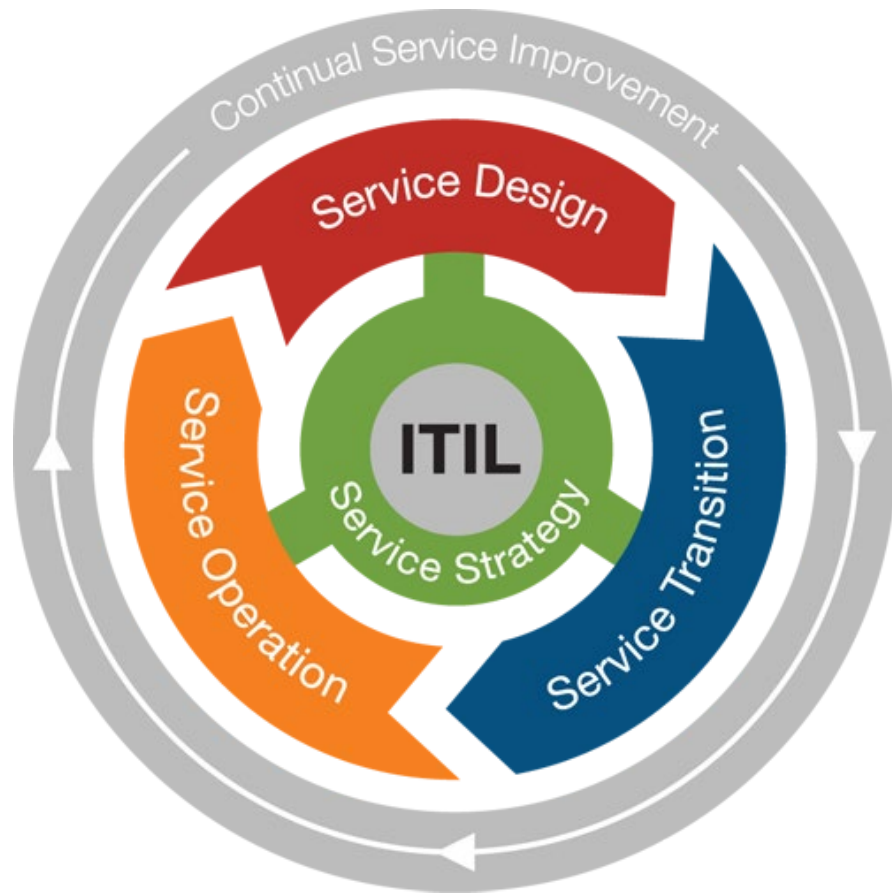 Continual Service Improvement
Service Design
Service Transition
Service Operation
ITIL
Service Strategy